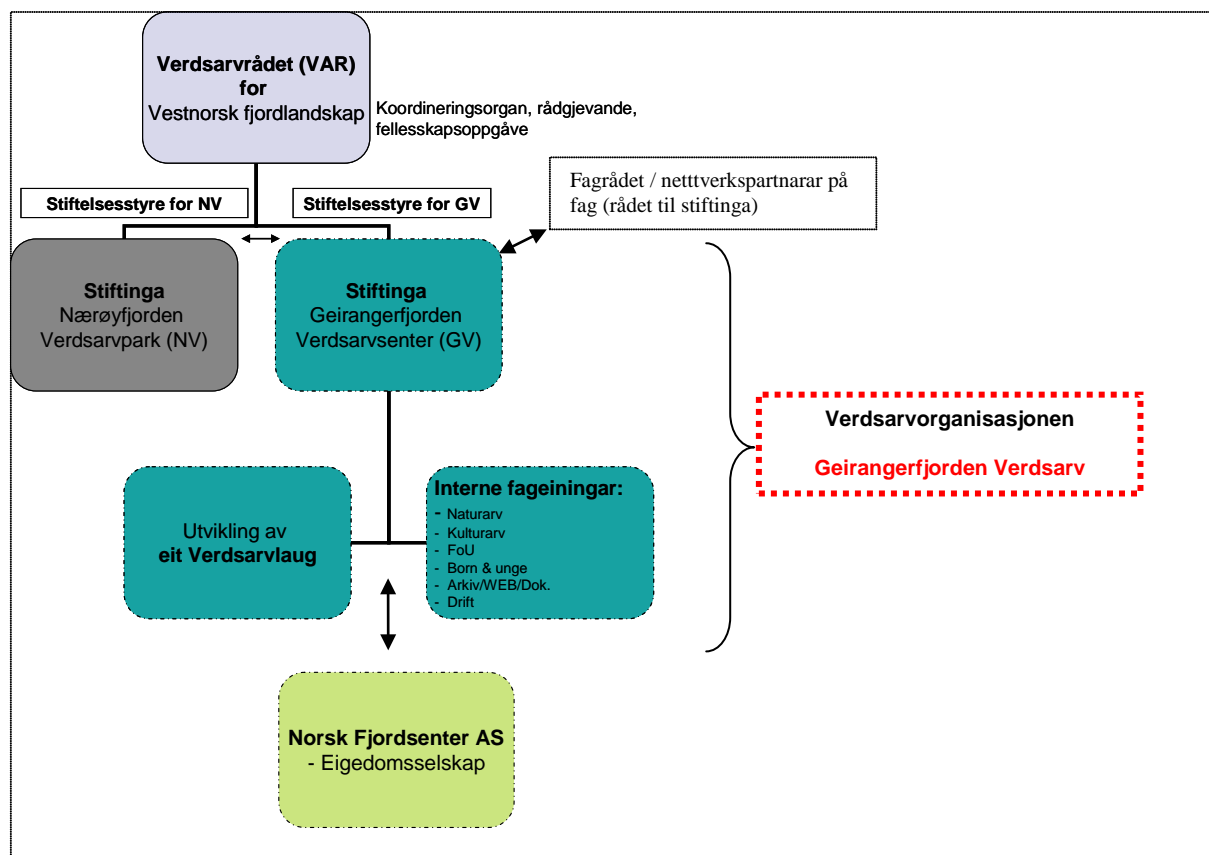 Verdsarvrådet (VAR)
for
Vestnorsk fjordlandskap
Koordineringsorgan, rådgjevande,
fellesskapsoppgåve
Fagrådet / netttverkspartnarar på
fag (rådet til stiftinga)
Stiftelsesstyre for NV
Stiftelsesstyre for GV
Stiftinga
Nærøyfjorden
Verdsarvpark (NV)
Stiftinga
Geirangerfjorden
Verdsarvsenter (GV)
Verdsarvorganisasjonen
Geirangerfjorden Verdsarv
Utvikling av
eit Verdsarvlaug
Interne fageiningar:
- Naturarv
- Kulturarv
- FoU
- Born & unge
- Arkiv/WEB/Dok.
- Drift
Norsk Fjordsenter AS
- Eigedomsselskap